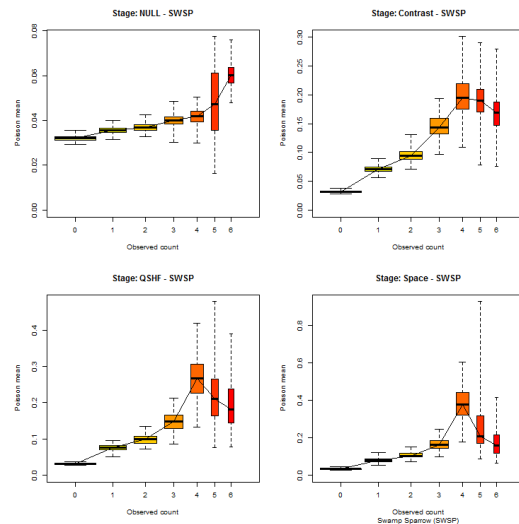 Stage: NULL - SWSP
Poisson mean
0.00 0.02 0.04 0.06 0.08
0 1 2 3 4 5 6
Observed count
Stage: Contrast - SWSP
Poisson mean
0.00 0.05 0.10 0.15 0.20 0.25 0.30
0 1 2 3 4 5 6
Observed count
Stage: QSHF - SWSP
Poisson mean
0.0 0.1 0.2 0.3 0.4
0 1 2 3 4 5 6
Observed count
Stage: Space - SWSP
Poisson mean
0.0 0.2 0.4 0.6 0.8
0 1 2 3 4 5 6
Observed count
Swamp Sparrow (SWSP)